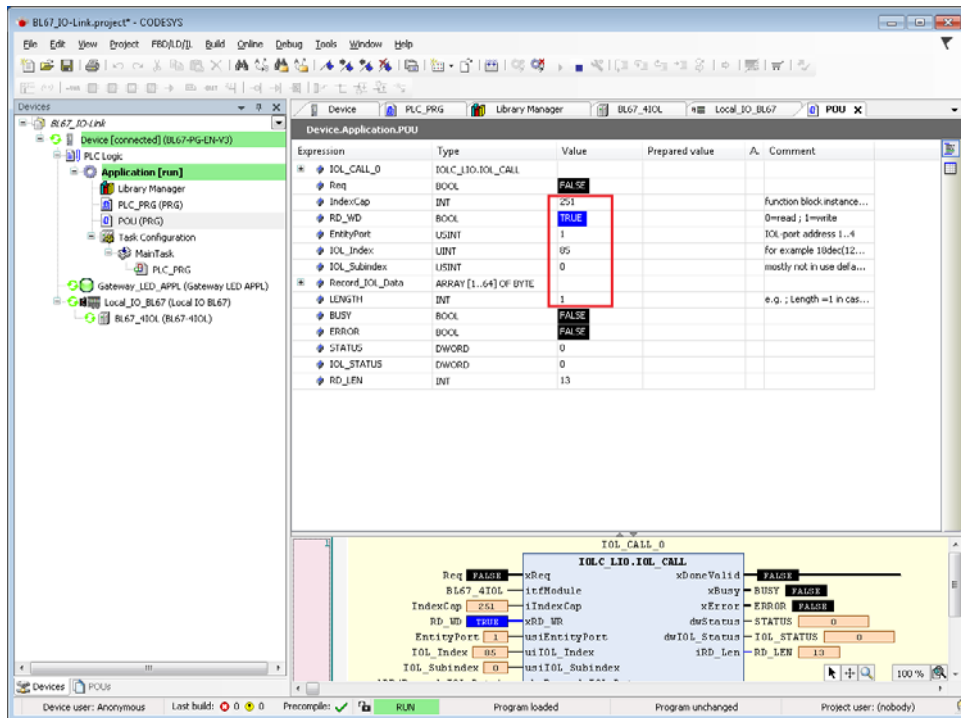 BL67_IO-Link.project* - CODESYS
File Edit View Project FBD/LD/IL Build Online Debug Tools Window Help
Devices
BL67_IO-Link
Device [connected] (BL67-PG-EN-V3)
PLC Logic
Application [run]
Library Manager
PLC_PRG (PRG)
POU (PRG)
Task Configuration
MainTask
PLC_PRG
Gateway_LED_APPL (Gateway LED APPL)
Local_IO_BL67 (Local IO BL67)
BL67_4IOL (BL67-4IOL)
Devices POUs
Device PLC_PRG Library Manager BL67_4IOL Local_IO_BL67 POU
Device.Application.POU
Expression Type Value Prepared value A. Comment
IOL_CALL_0 IOLC_LIO.IOL_CALL
Req BOOL FALSE
IndexCap INT 251 function block instance...
RD_WD BOOL TRUE 0=read ; 1=write
EntityPort USINT 1 IOL-port address 1..4
IOL_Index UINT 85 for example 18dec(12...
IOL_Subindex USINT 0 mostly not in use defa...
Record_IOL_Data ARRAY [1..64] OF BYTE
LENGTH INT 1 e.g. ; Length =1 in cas...
BUSY BOOL FALSE
ERROR BOOL FALSE
STATUS DWORD 0
IOL_STATUS DWORD 0
RD_LEN INT 13
1
IOL_CALL_0
IOLC_LIO.IOL_CALL
Req FALSE xReq xDoneValid FALSE
BL67_4IOL itfModule xBusy BUSY FALSE
IndexCap 251 iIndexCap xError ERROR FALSE
RD_WD TRUE xRD_WR dwStatus STATUS 0
EntityPort 1 usiEntityPort dwIOL_Status IOL_STATUS 0
IOL_Index 85 uiIOL_Index iRD_Len RD_LEN 13
IOL_Subindex 0 usiIOL_Subindex
100 %
Device user: Anonymous Last build: 0 0 Precompile: RUN Program loaded Program unchanged Project user: (nobody)